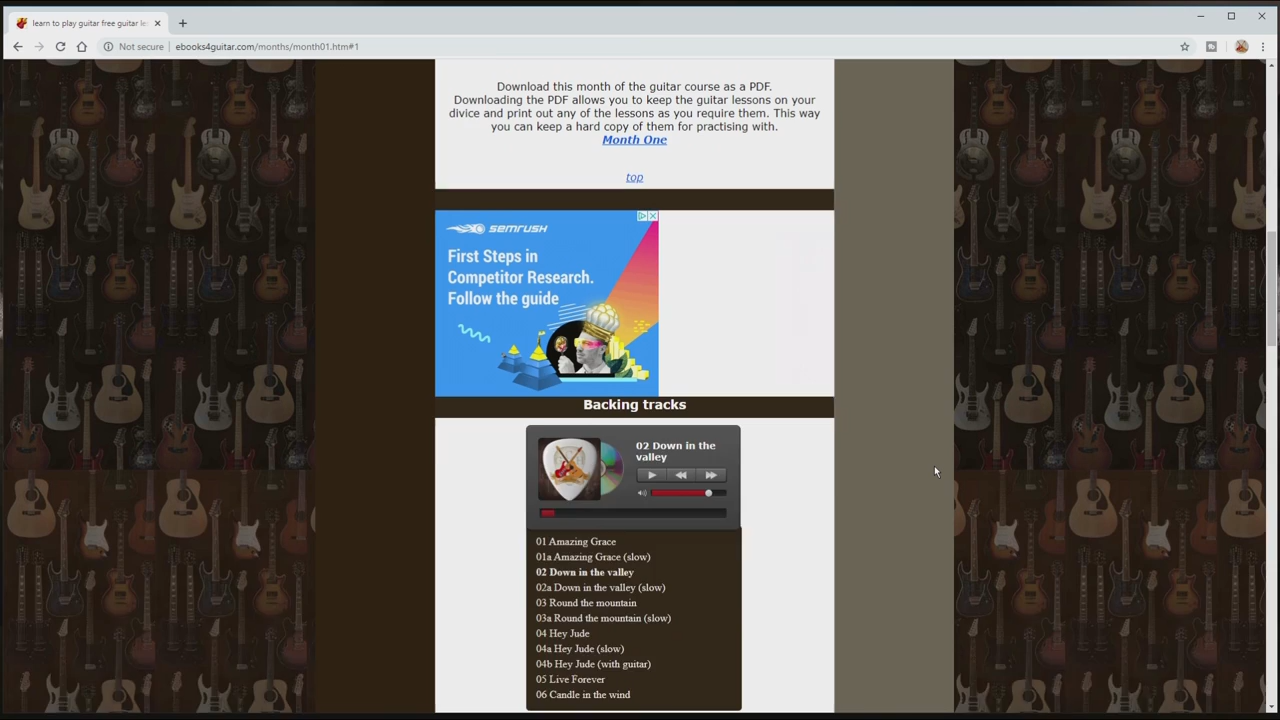 learn to play guitar free guitar le
Not secure
ebooks4guitar.com/months/month01.htm#1
Download this month of the guitar course as a PDF.
Downloading the PDF allows you to keep the guitar lessons on your
divice and print out any of the lessons as you require them. This way
you can keep a hard copy of them for practising with.
Month One
top
SEMRUSH
First Steps in
Competitor Research.
Follow the guide
Backing tracks
02 Down in the
valley
01 Amazing Grace
01a Amazing Grace (slow)
02 Down in the valley
02a Down in the valley (slow)
03 Round the mountain
03a Round the mountain (slow)
04 Hey Jude
04a Hey Jude (slow)
04b Hey Jude (with guitar)
05 Live Forever
06 Candle in the wind